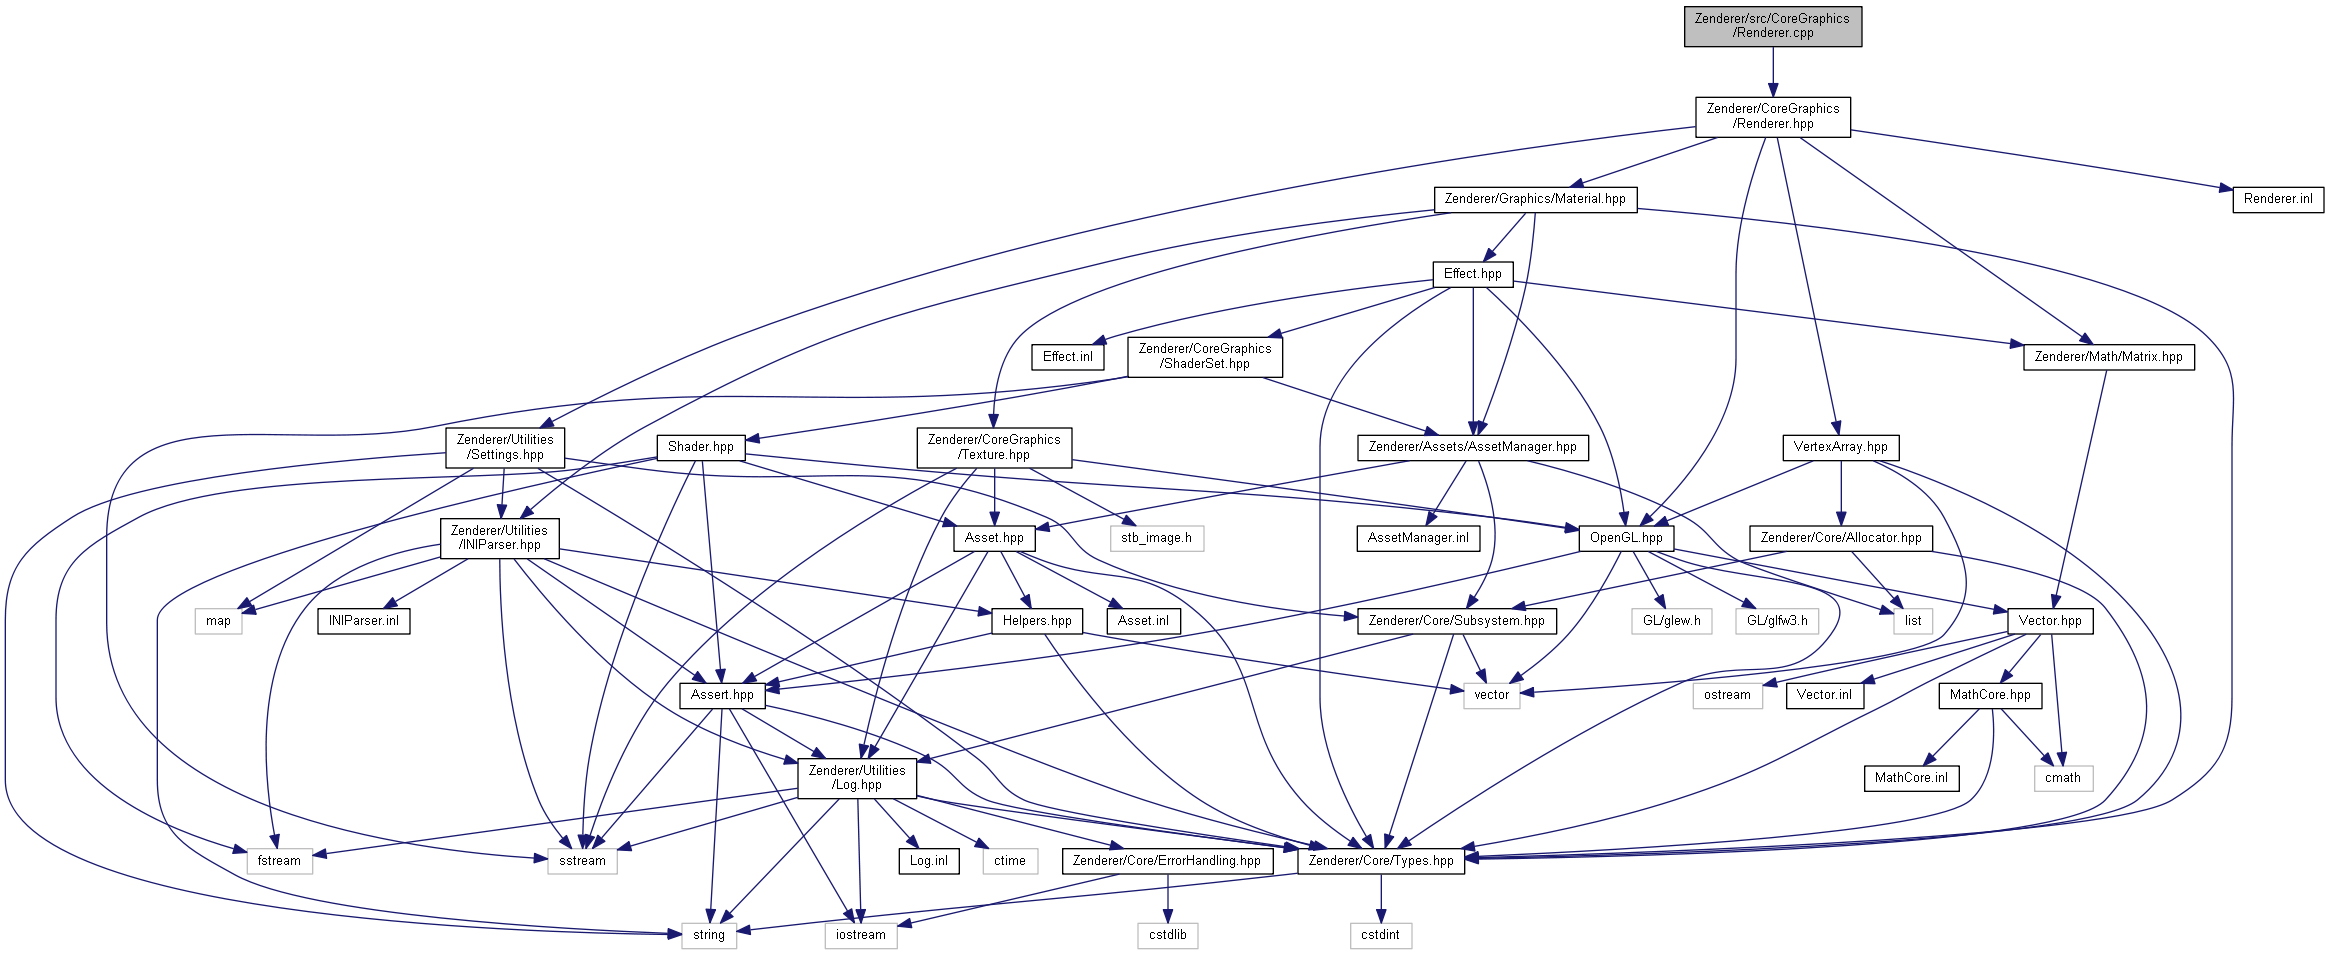 Zenderer/src/CoreGraphics
/Renderer.cpp
Zenderer/CoreGraphics
/Renderer.hpp
Zenderer/Graphics/Material.hpp
Renderer.inl
Effect.hpp
Effect.inl
Zenderer/CoreGraphics
/ShaderSet.hpp
Zenderer/Math/Matrix.hpp
Zenderer/Utilities
/Settings.hpp
Shader.hpp
Zenderer/CoreGraphics
/Texture.hpp
Zenderer/Assets/AssetManager.hpp
VertexArray.hpp
Zenderer/Utilities
/INIParser.hpp
Asset.hpp
stb_image.h
AssetManager.inl
OpenGL.hpp
Zenderer/Core/Allocator.hpp
map
INIParser.inl
Helpers.hpp
Asset.inl
Zenderer/Core/Subsystem.hpp
GL/glew.h
GL/glfw3.h
list
Vector.hpp
Assert.hpp
vector
ostream
Vector.inl
MathCore.hpp
Zenderer/Utilities
/Log.hpp
MathCore.inl
cmath
fstream
sstream
Log.inl
ctime
Zenderer/Core/ErrorHandling.hpp
Zenderer/Core/Types.hpp
string
iostream
cstdlib
cstdint